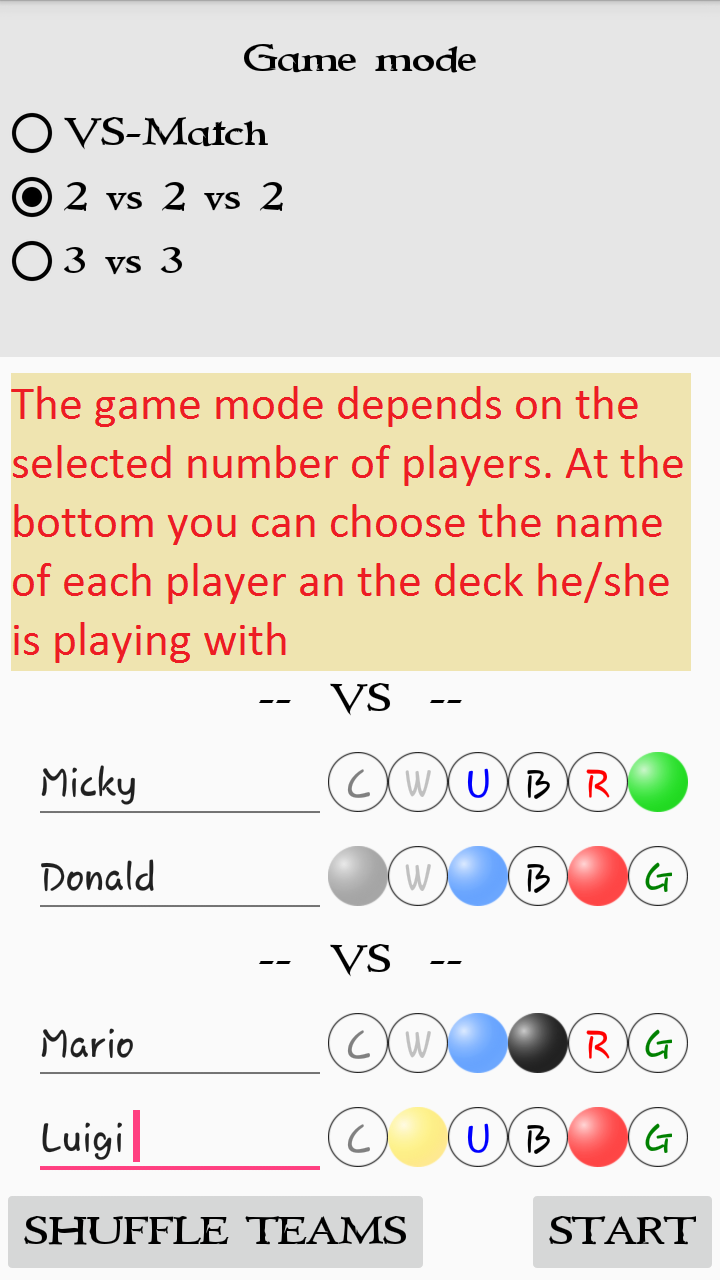 Game mode
VS-Match
2 vs 2 vs 2
3 vs 3
The game mode depends on the
selected number of players. At the
bottom you can choose the name
of each player an the deck he/she
is playing with
-- VS --
Micky C W U B R
Donald W B G
-- VS --
Mario C W R G
Luigi C U B G
SHUFFLE TEAMS START